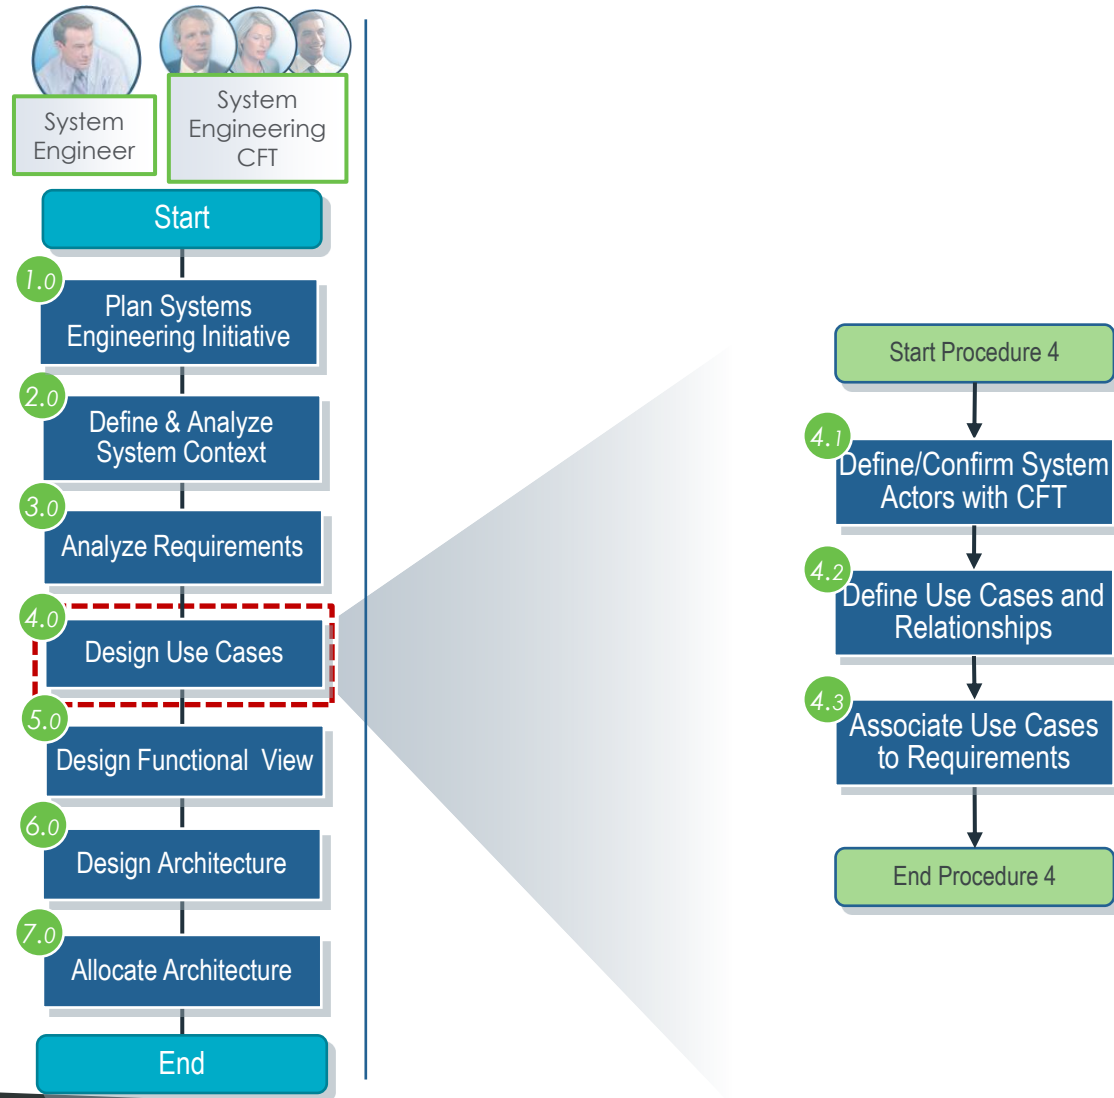 System
Engineer
System
Engineering
CFT
Start
1.0
Plan Systems
Engineering Initiative
2.0
Define & Analyze
System Context
3.0
Analyze Requirements
4.0
Design Use Cases
5.0
Design Functional View
6.0
Design Architecture
7.0
Allocate Architecture
End
Start Procedure 4
4.1
Define/Confirm System
Actors with CFT
4.2
Define Use Cases and
Relationships
4.3
Associate Use Cases
to Requirements
End Procedure 4